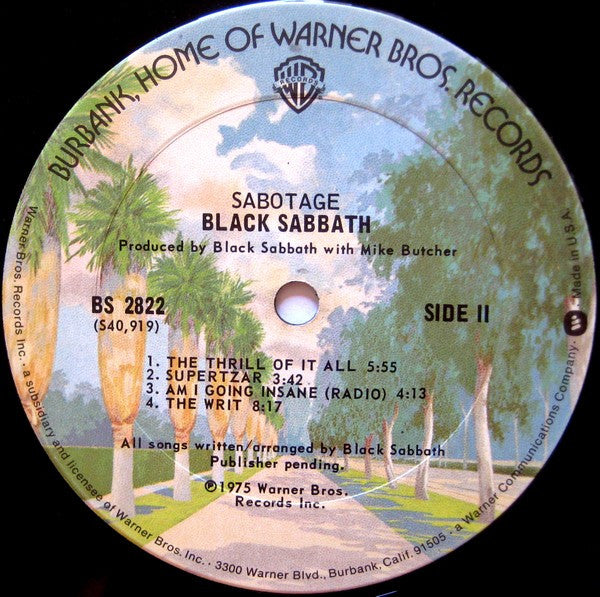 BURBANK, HOME OF WARNER BROS. RECORDS
WB
RECORDS
SABOTAGE
BLACK SABBATH
Produced by Black Sabbath with Mike Butcher
BS 2822
(S40,919)
SIDE II
1. THE THRILL OF IT ALL 5:55
2. SUPERTZAR 3:42
3. AM I GOING INSANE (RADIO) 4:13
4. THE WRIT 8:17
All songs written/arranged by Black Sabbath
Publisher pending.
℗1975 Warner Bros.
Records Inc.
Warner Bros. Records Inc. · a subsidiary and licensee of Warner Bros. Inc. · 3300 Warner Blvd., Burbank, Calif. 91505 · a Warner Communications Company · Made in U.S.A.